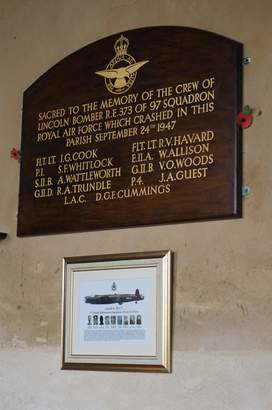 SACRED TO THE MEMORY OF THE CREW OF
LINCOLN BOMBER R.E. 373 OF 97 SQUADRON
ROYAL AIR FORCE WHICH CRASHED IN THIS
PARISH SEPTEMBER 24TH 1947
FLT. LT. J.G. COOK
P.I. S.F. WHITLOCK
S.II.B A. WATTLEWORTH
G.II.D. R.A. TRUNDLE
FLT. LT. R.V. HAVARD
E.II.A. W. ALLISON
G.II.B V.O. WOODS
P.4. J.A. GUEST
L.A.C. D.G.F. CUMMINGS